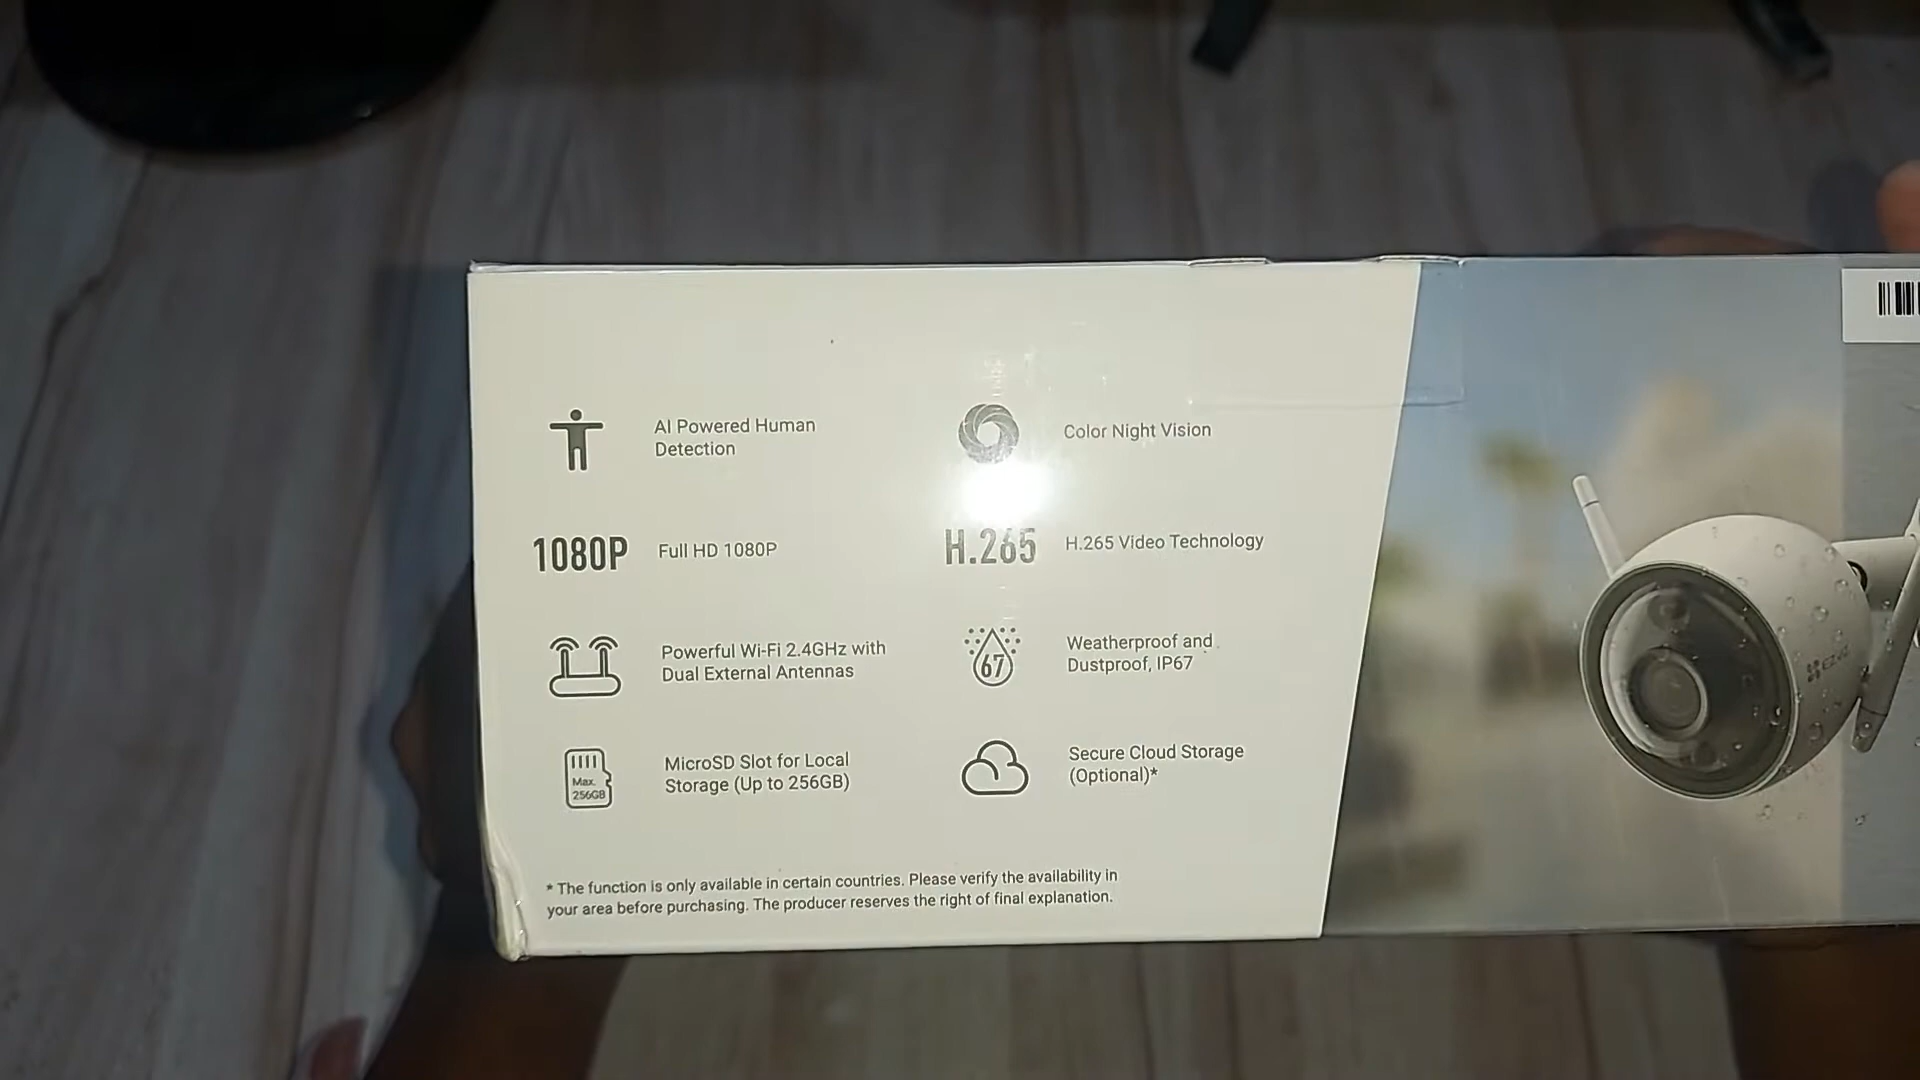 AI Powered Human
Detection
Color Night Vision
1080P
Full HD 1080P
H.265
H.265 Video Technology
Powerful Wi-Fi 2.4GHz with
Dual External Antennas
67
Weatherproof and
Dustproof, IP67
Max.
256GB
MicroSD Slot for Local
Storage (Up to 256GB)
Secure Cloud Storage
(Optional)*
* The function is only available in certain countries. Please verify the availability in
your area before purchasing. The producer reserves the right of final explanation.
EZVIZ